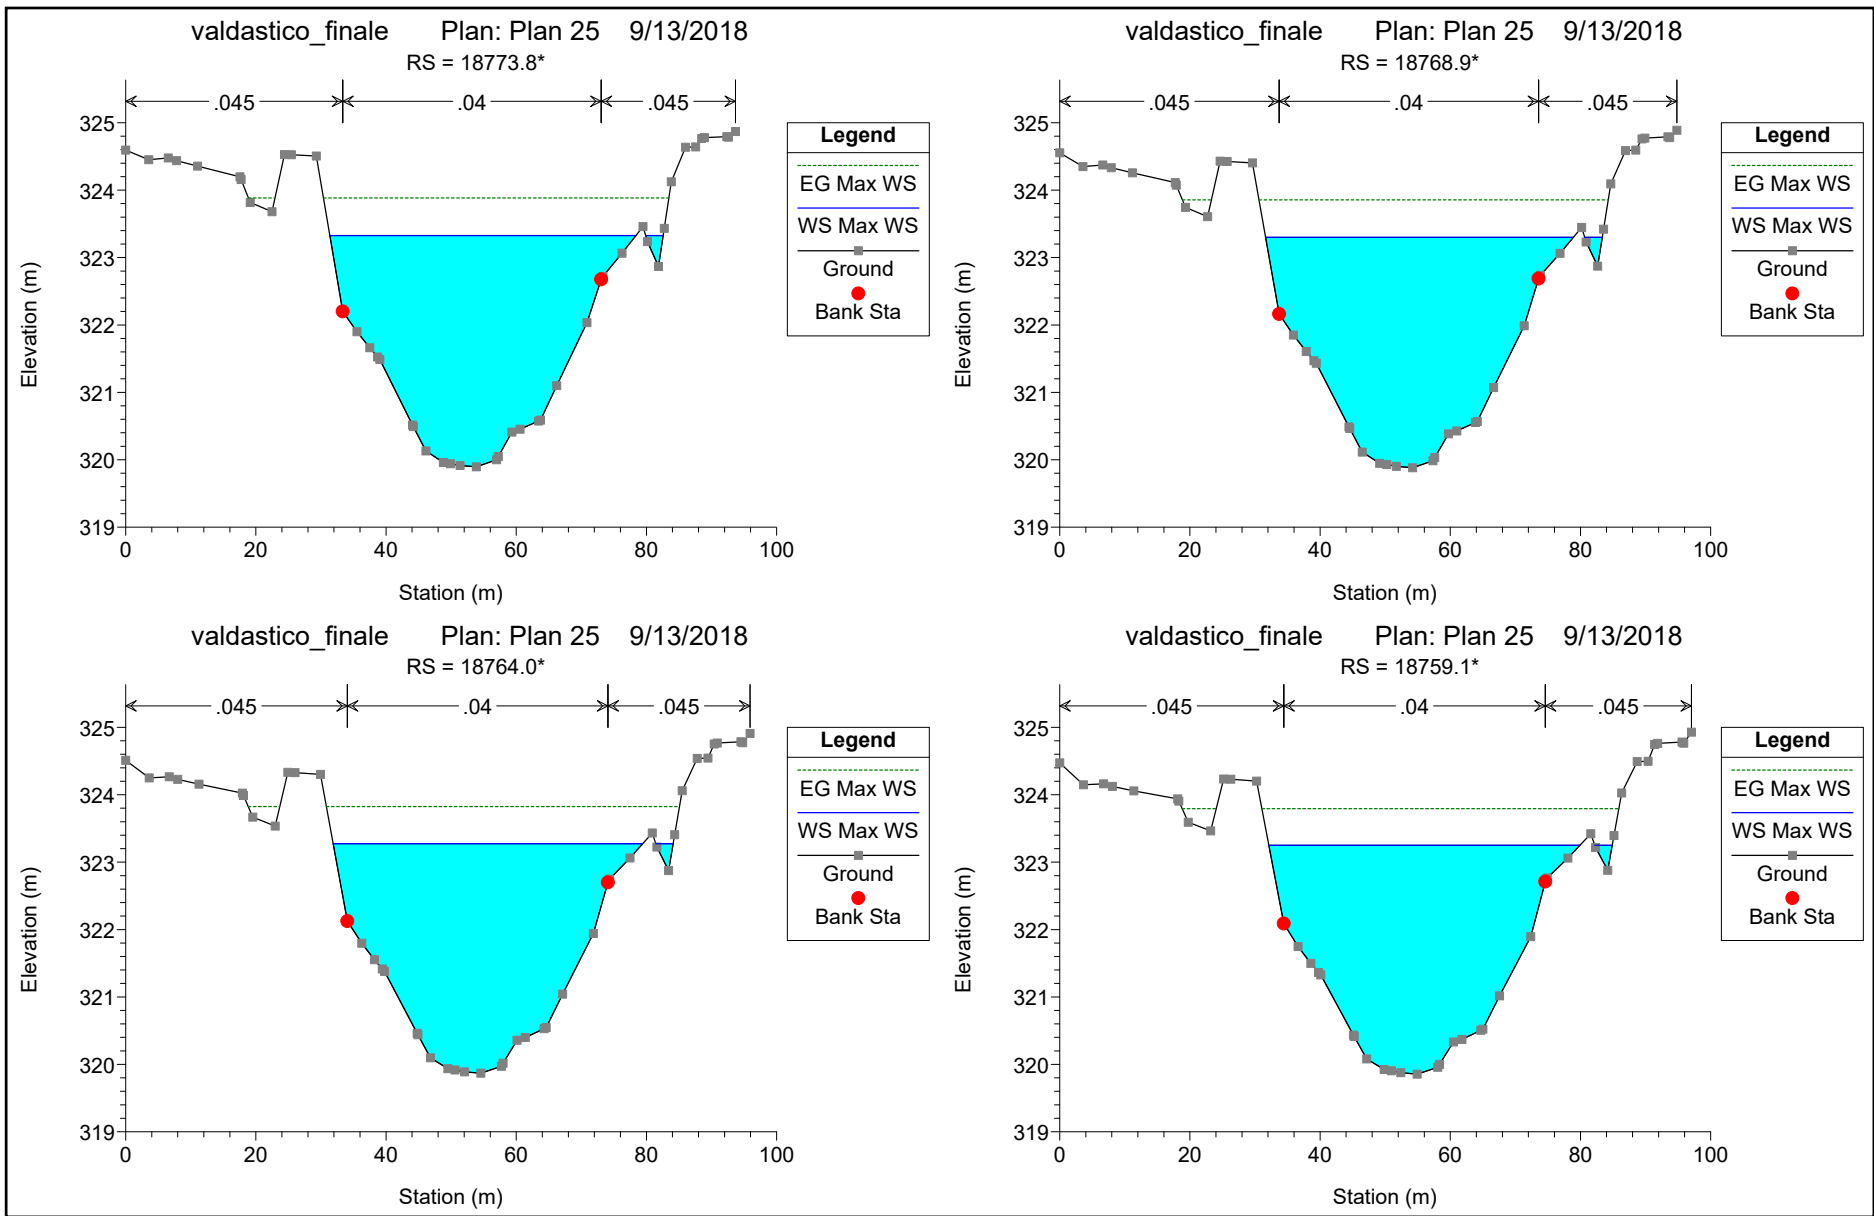 valdastico_finale Plan: Plan 25 9/13/2018
RS = 18773.8*
.045 .04 .045
325
324
323
322
321
320
319
0 20 40 60 80 100
Station (m)
Elevation (m)
Legend
EG Max WS
WS Max WS
Ground
Bank Sta
valdastico_finale Plan: Plan 25 9/13/2018
RS = 18768.9*
.045 .04 .045
325
324
323
322
321
320
319
0 20 40 60 80 100
Station (m)
Elevation (m)
Legend
EG Max WS
WS Max WS
Ground
Bank Sta
valdastico_finale Plan: Plan 25 9/13/2018
RS = 18764.0*
.045 .04 .045
325
324
323
322
321
320
319
0 20 40 60 80 100
Station (m)
Elevation (m)
Legend
EG Max WS
WS Max WS
Ground
Bank Sta
valdastico_finale Plan: Plan 25 9/13/2018
RS = 18759.1*
.045 .04 .045
325
324
323
322
321
320
319
0 20 40 60 80 100
Station (m)
Elevation (m)
Legend
EG Max WS
WS Max WS
Ground
Bank Sta